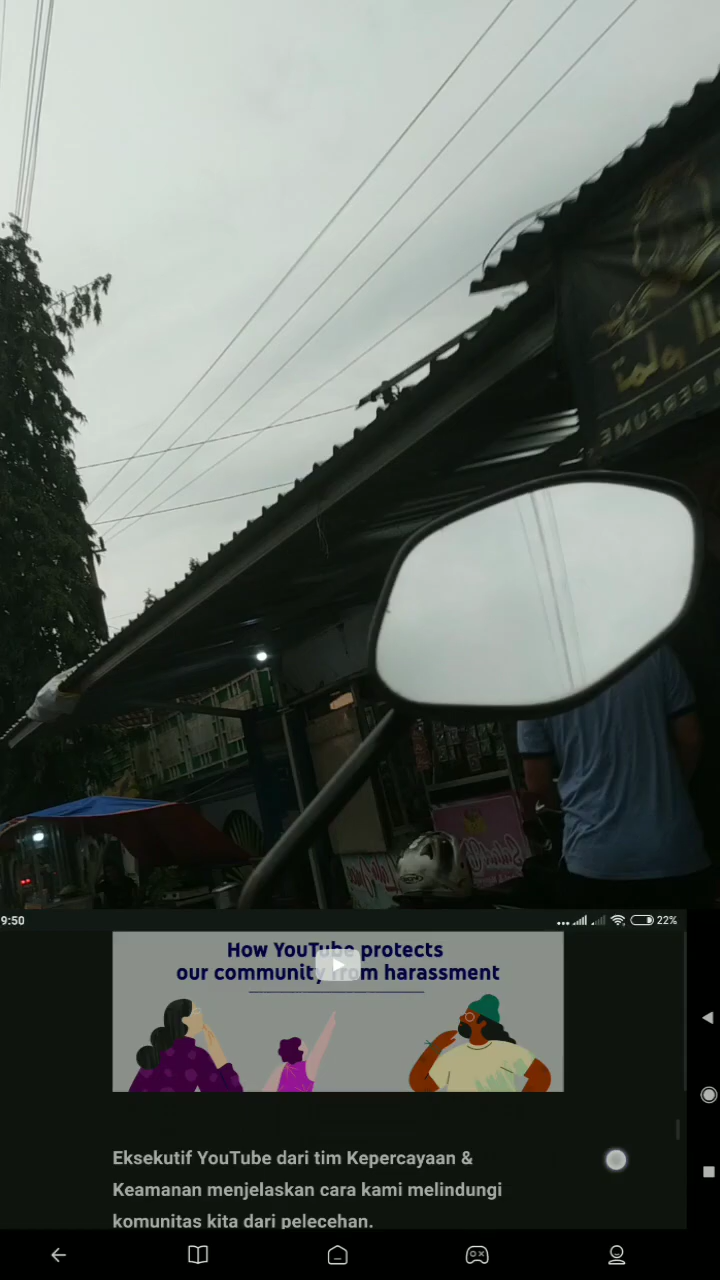 PERFUME
9:50
22%
How YouTube protects
our community from harassment
Eksekutif YouTube dari tim Kepercayaan &
Keamanan menjelaskan cara kami melindungi
komunitas kita dari pelecehan.